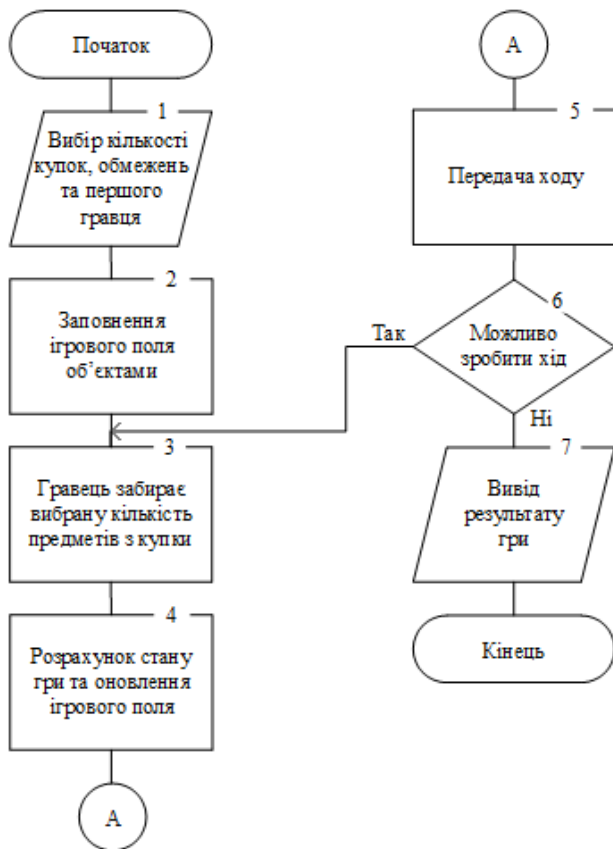 Початок
1
Вибір кількості
купок, обмежень
та першого
гравця
2
Заповнення
ігрового поля
об’єктами
3
Гравець забирає
вибрану кількість
предметів з купки
4
Розрахунок стану
гри та оновлення
ігрового поля
А
А
5
Передача ходу
6
Можливо
зробити хід
Так
Ні
7
Вивід
результату
гри
Кінець